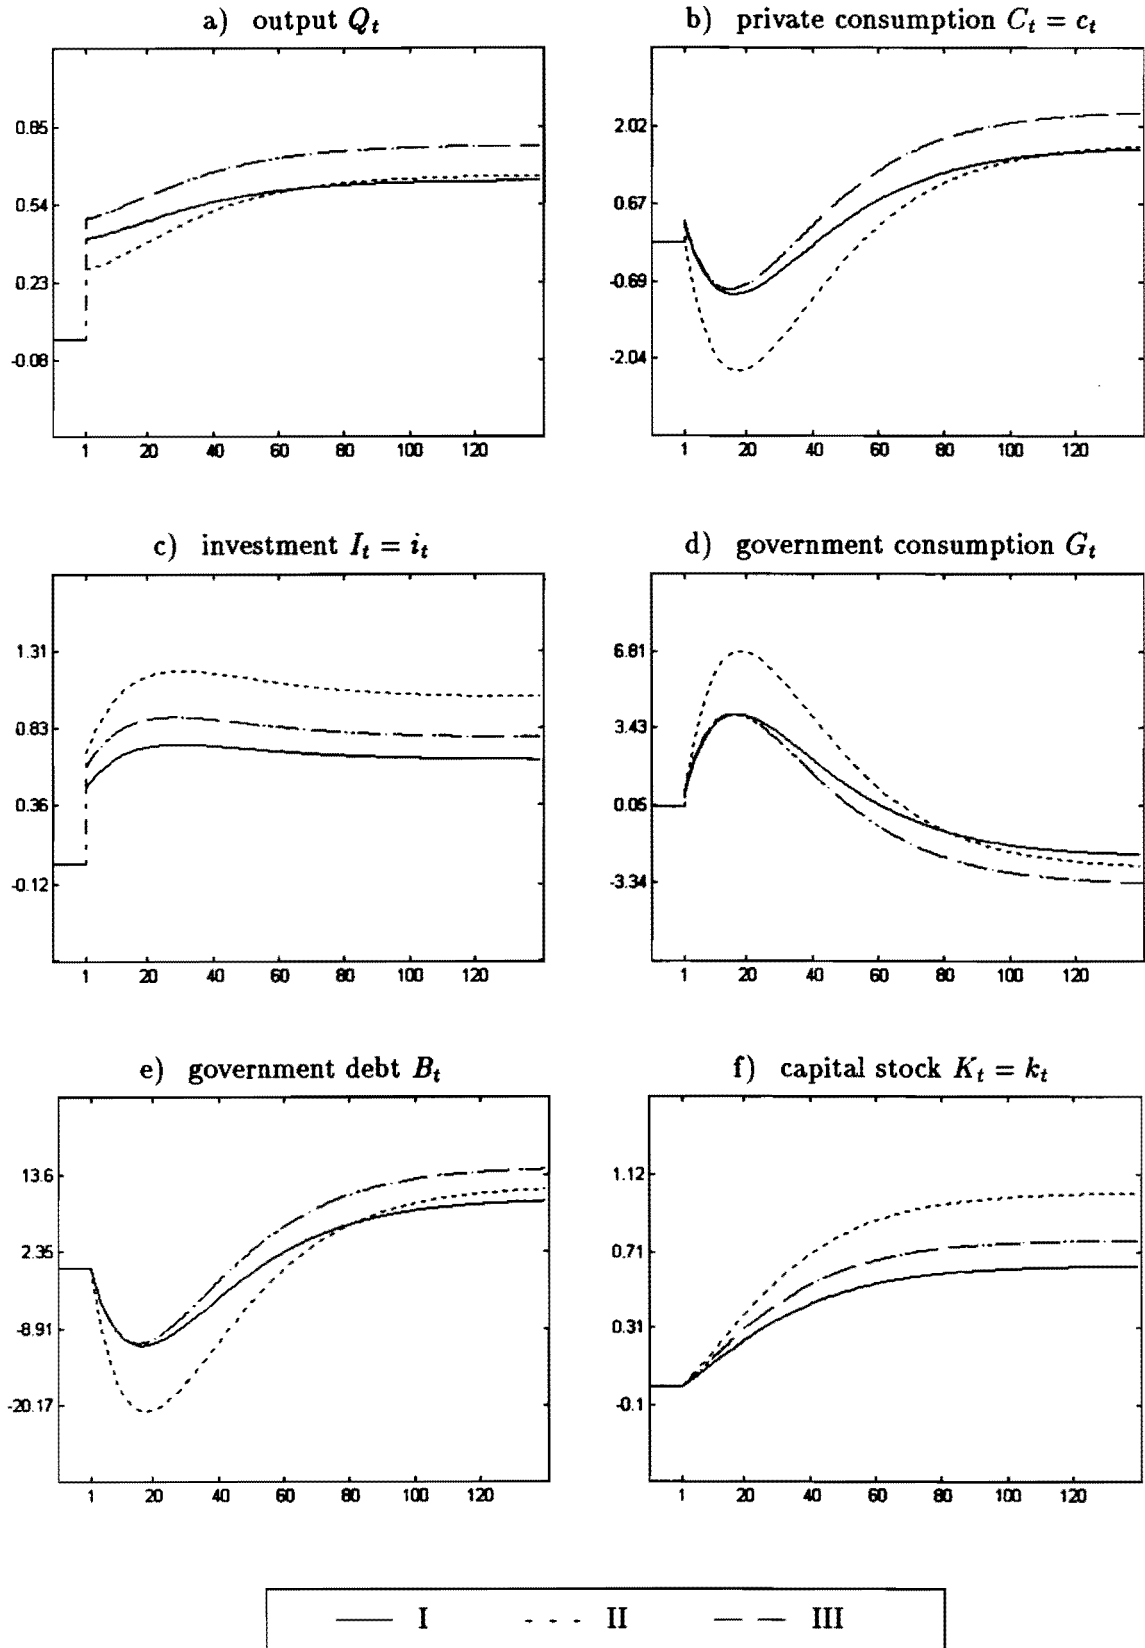 a) output Q_t
0.85
0.54
0.23
-0.08
1 20 40 60 80 100 120
b) private consumption C_t = c_t
2.02
0.67
-0.69
-2.04
1 20 40 60 80 100 120
c) investment I_t = i_t
1.31
0.83
0.36
-0.12
1 20 40 60 80 100 120
d) government consumption G_t
6.81
3.43
0.05
-3.34
1 20 40 60 80 100 120
e) government debt B_t
13.6
2.35
-8.91
-20.17
1 20 40 60 80 100 120
f) capital stock K_t = k_t
1.12
0.71
0.31
-0.1
1 20 40 60 80 100 120
I II III